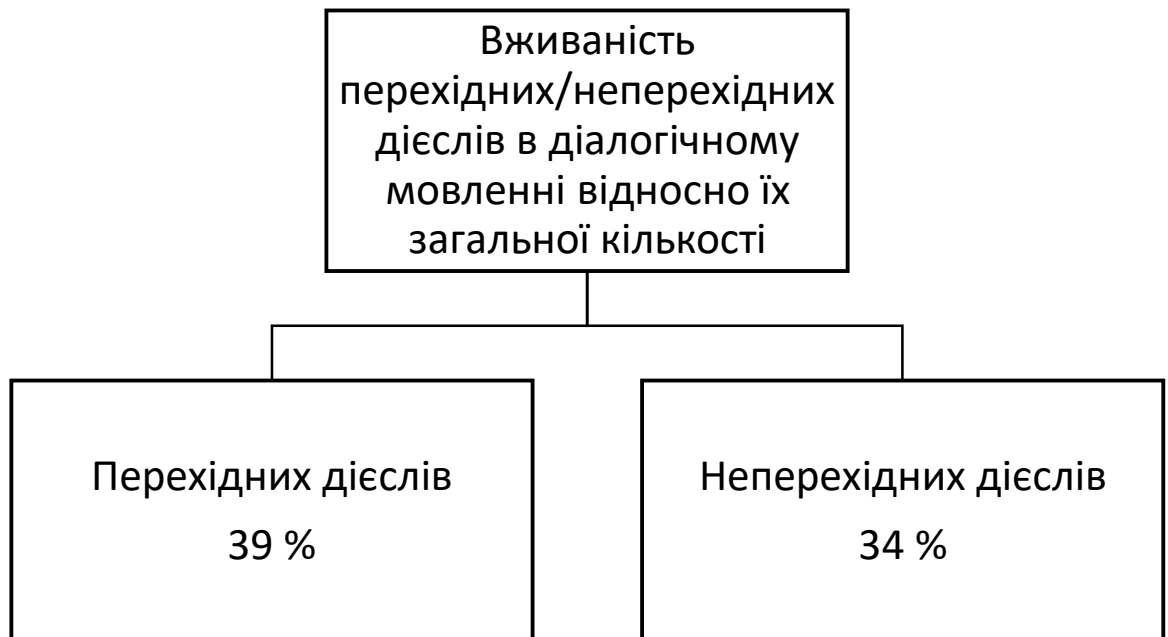 Вживаність
перехідних/неперехідних
дієслів в діалогічному
мовленні відносно їх
загальної кількості
Перехідних дієслів
39 %
Неперехідних дієслів
34 %